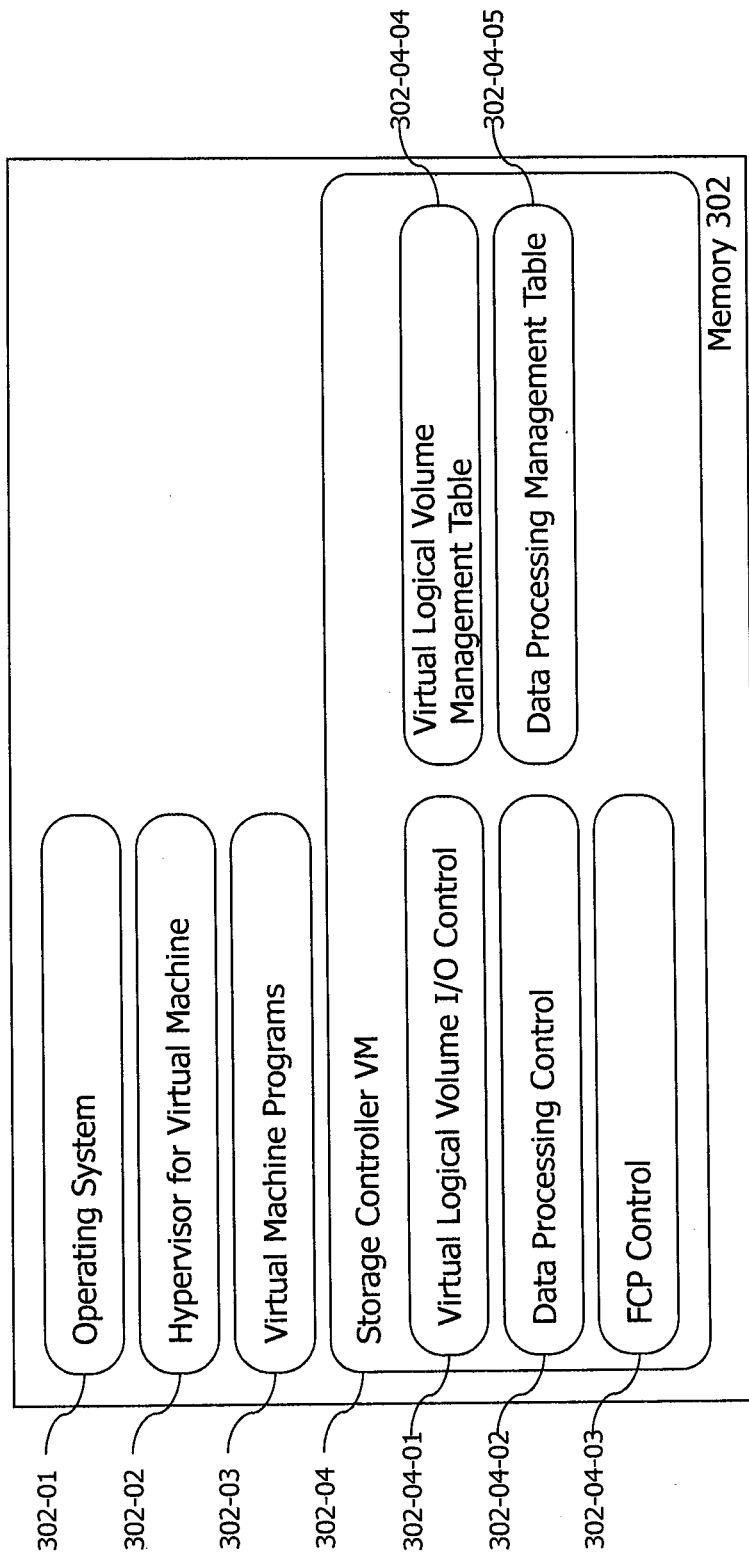 302-01
Operating System
302-02
Hypervisor for Virtual Machine
302-03
Virtual Machine Programs
302-04
Storage Controller VM
302-04-01
Virtual Logical Volume I/O Control
302-04-02
Data Processing Control
302-04-03
FCP Control
Virtual Logical Volume
Management Table
302-04-04
Data Processing Management Table
302-04-05
Memory 302